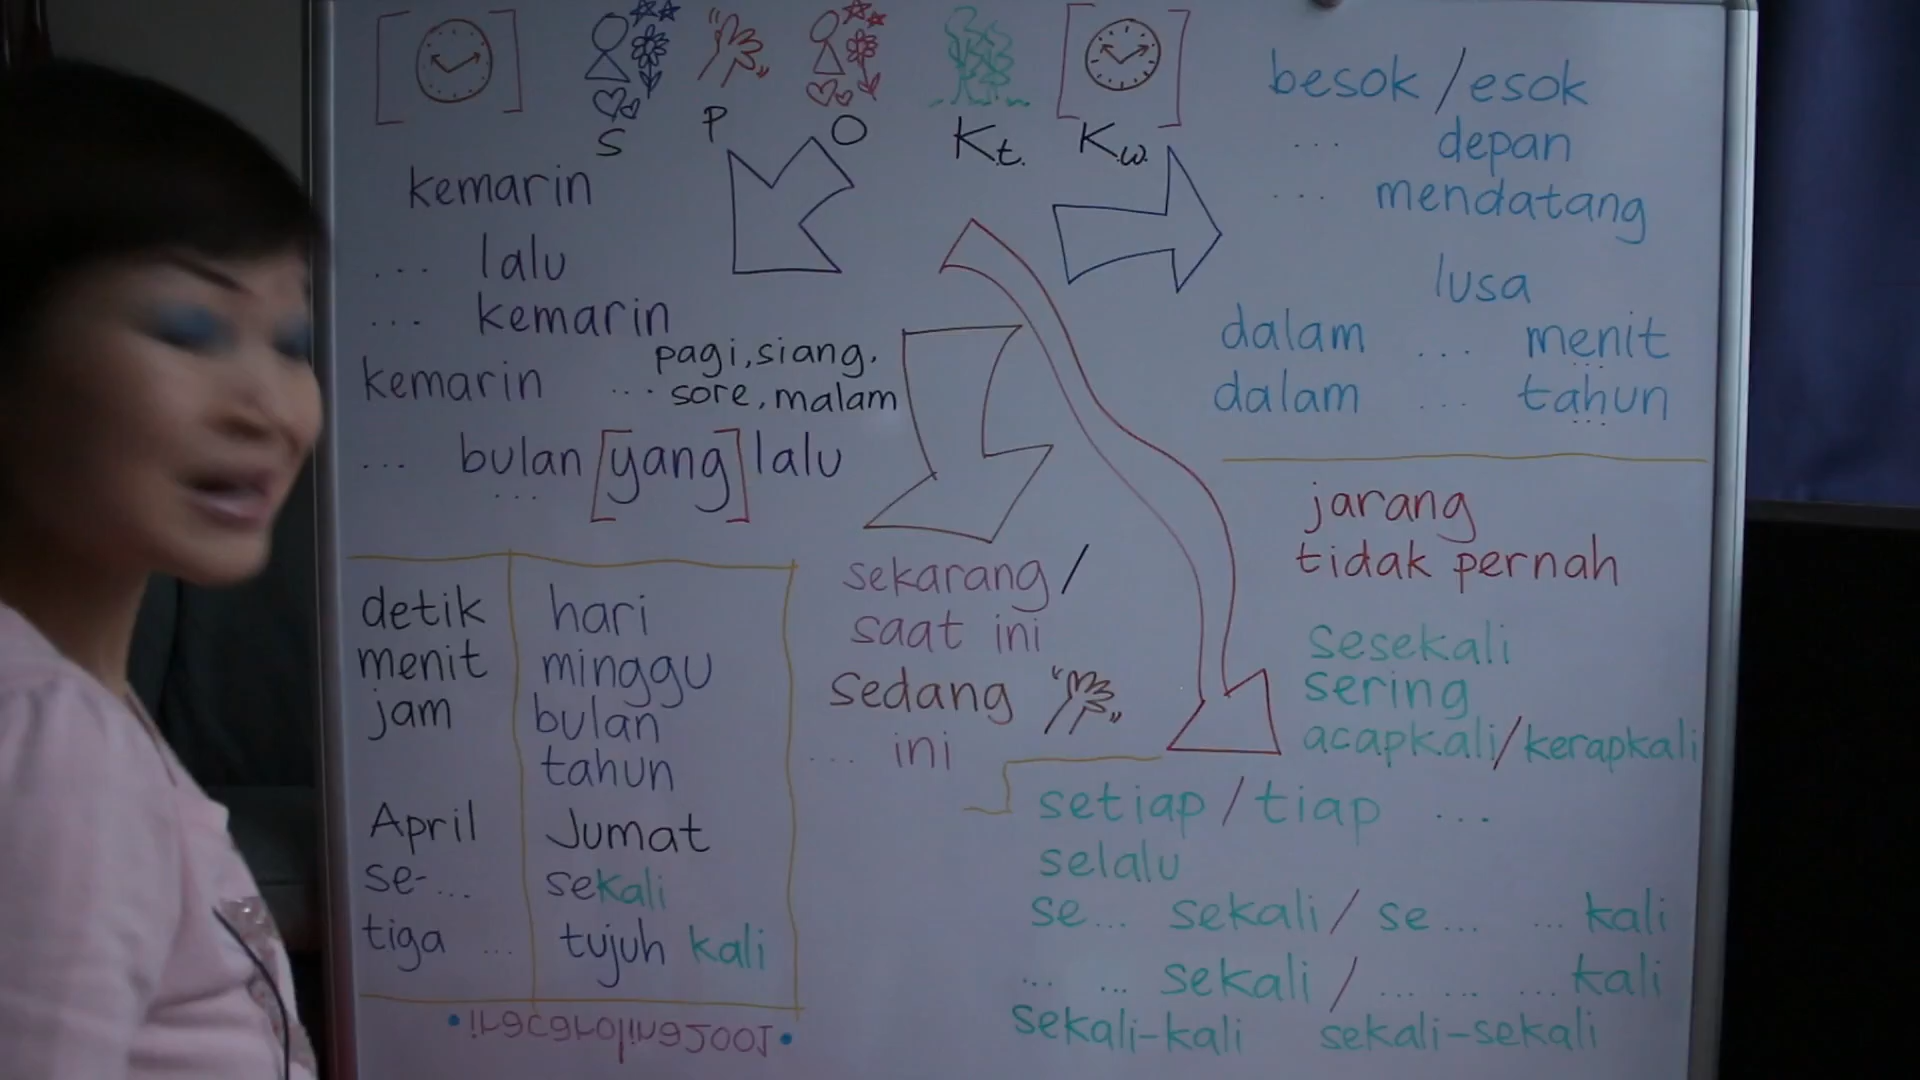 S P O Kt. Kw.
kemarin
... lalu
... kemarin
kemarin ... pagi, siang,
sore, malam
... bulan [yang] lalu
...
besok / esok
... depan
... mendatang
lusa
dalam ... menit
...
dalam ... tahun
...
jarang
tidak pernah
sesekali
sering
acapkali/kerapkali
sekarang /
saat ini
sedang
... ini
setiap / tiap ...
selalu
se... sekali / se... ... kali
... ... sekali / ... ... ... kali
sekali-kali sekali-sekali
detik hari
menit minggu
jam bulan
tahun
April Jumat
se-... sekali
tiga ... tujuh kali